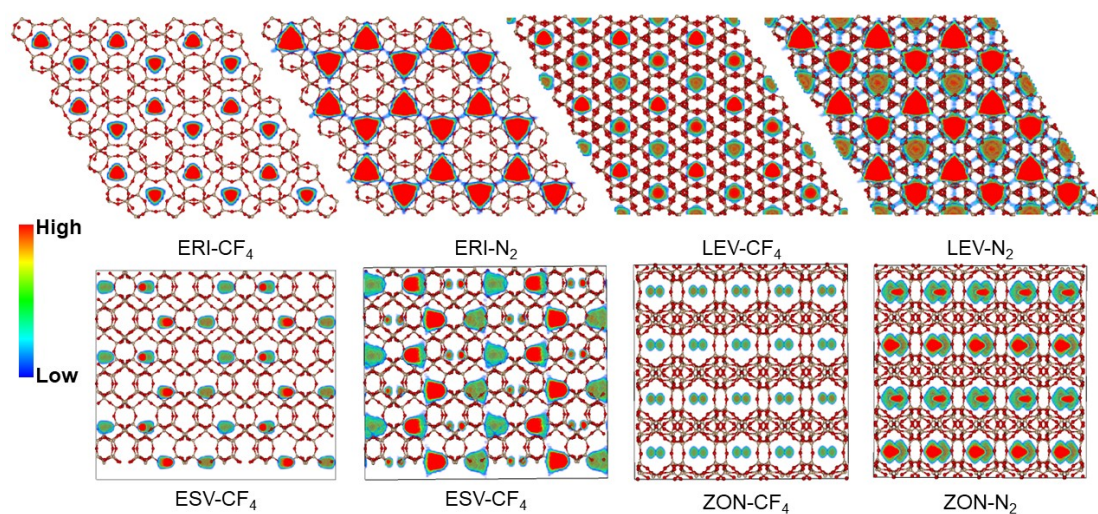 High
Low
ERI-CF₄
ERI-N₂
LEV-CF₄
LEV-N₂
ESV-CF₄
ESV-CF₄
ZON-CF₄
ZON-N₂